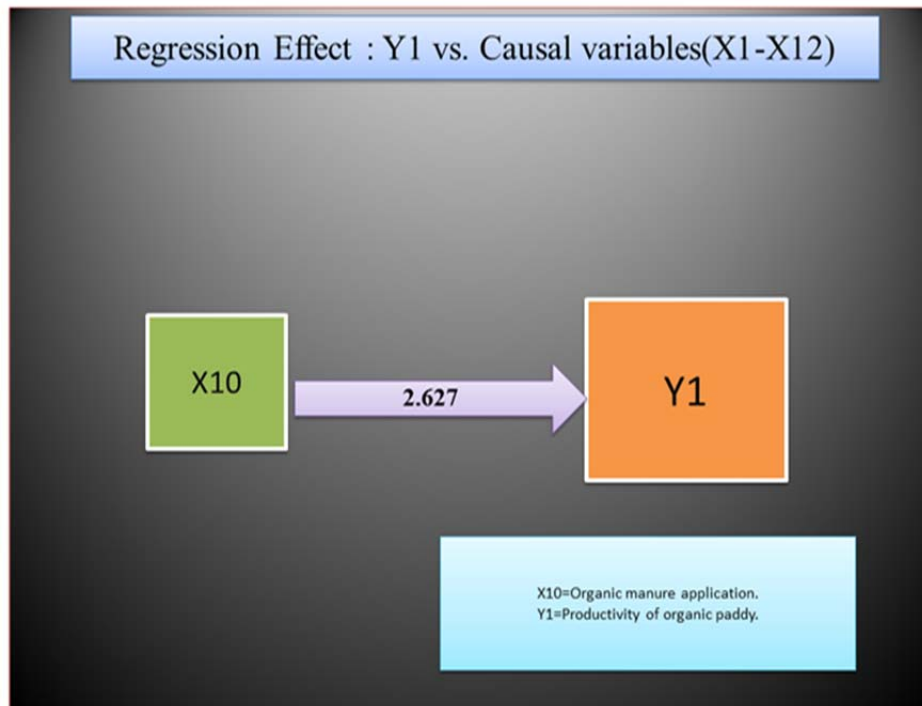 Regression Effect : Y1 vs. Causal variables(X1-X12)
X10
2.627
Y1
X10=Organic manure application.
Y1=Productivity of organic paddy.